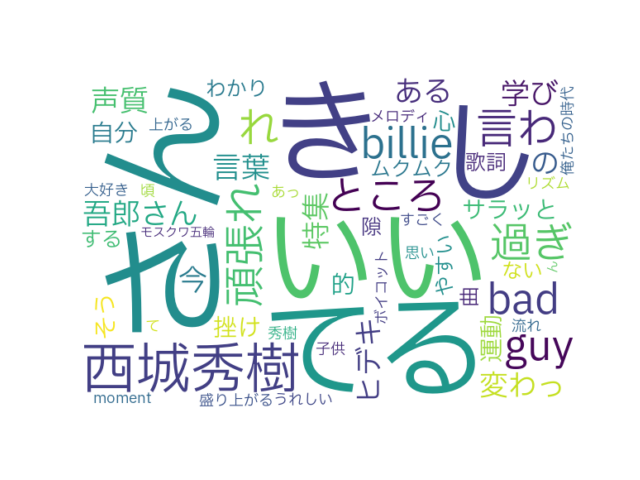 声質
わかり
ある
学び
俺たちの時代
自分
上がる
ん
れ
き
メロディ
心
billie
言わ
し
の
言葉
ムクムク
歌詞
大好き
頃
頑張れ
ところ
リズム
吾郎さん
特集
隙
すごく
サラッと
する
モスクワ五輪
を
今
いい
思い
やすい
過ぎ
ない
ん
的
ボイコット
曲
そう
て
挫け
秀樹
あっ
てる
bad
運動
流れ
西城秀樹
子供
ヒデキ
guy
変わっ
moment
盛り上がる
うれしい